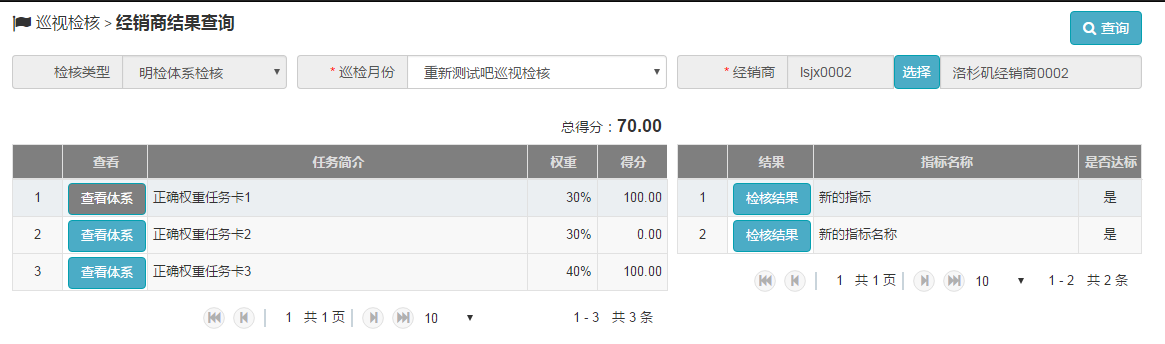 巡视检核 > 经销商结果查询
查询
检核类型 明检体系检核 * 巡检月份 重新测试吧巡视检核 * 经销商 lsjx0002 选择 洛杉矶经销商0002
总得分：70.00
查看 任务简介 权重 得分
1 查看体系 正确权重任务卡1 30% 100.00
2 查看体系 正确权重任务卡2 30% 0.00
3 查看体系 正确权重任务卡3 40% 100.00
1 共 1 页 10 1 - 3 共 3 条
结果 指标名称 是否达标
1 检核结果 新的指标 是
2 检核结果 新的指标名称 是
1 共 1 页 10 1 - 2 共 2 条